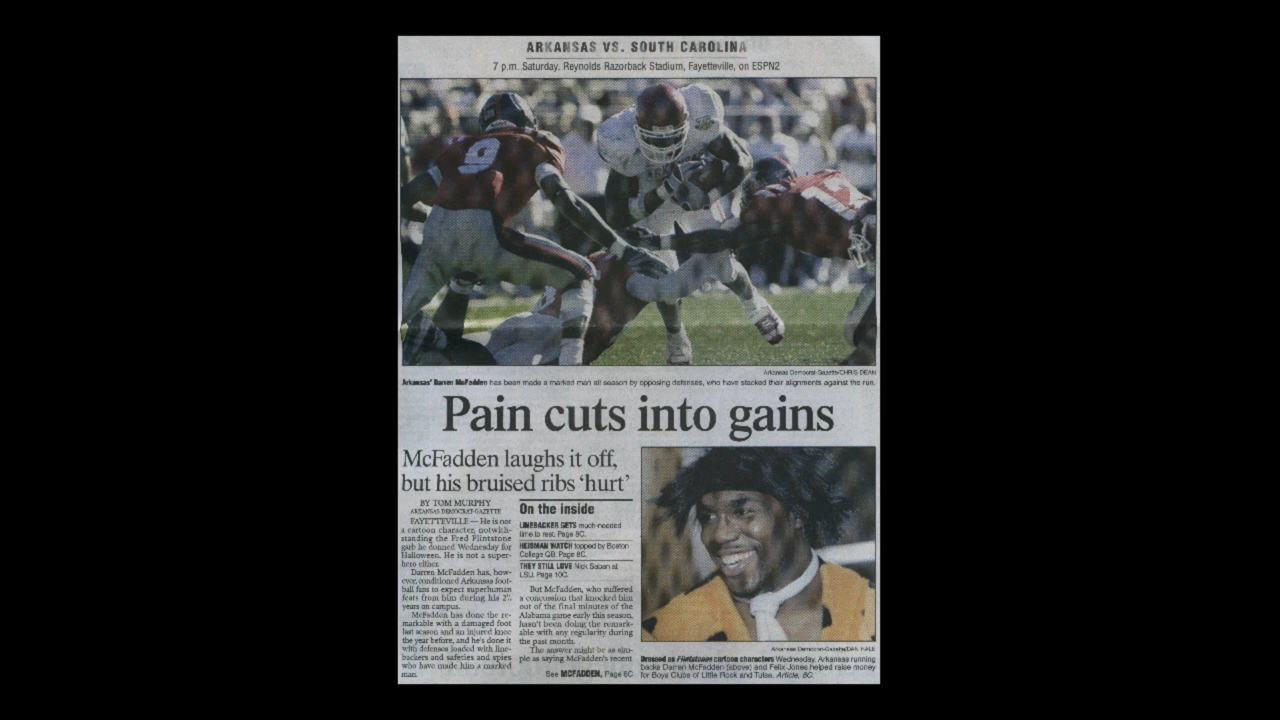 ARKANSAS VS. SOUTH CAROLINA
7 p.m. Saturday, Reynolds Razorback Stadium, Fayetteville, on ESPN2
9
Arkansas Democrat-Gazette/CHRIS DEAN
Arkansas' Darren McFadden has been made a marked man all season by opposing defenses, who have stacked their alignments against the run.
Pain cuts into gains
McFadden laughs it off,
but his bruised ribs ‘hurt’
BY TOM MURPHY
ARKANSAS DEMOCRAT-GAZETTE
FAYETTEVILLE — He is not
a cartoon character, notwith-
standing the Fred Flintstone
garb he donned Wednesday for
Halloween. He is not a super-
hero either.
Darren McFadden has, how-
ever, conditioned Arkansas foot-
ball fans to expect superhuman
feats from him during his 2½
years on campus.
McFadden has done the re-
markable with a damaged foot
last season and an injured knee
the year before, and he's done it
with defenses loaded with line-
backers and safeties and spies
who have made him a marked
man.
On the inside
LINEBACKER GETS much-needed
time to rest. Page 8C.
HEISMAN WATCH topped by Boston
College QB. Page 8C.
THEY STILL LOVE Nick Saban at
LSU. Page 10C.
But McFadden, who suffered
a concussion that knocked him
out of the final minutes of the
Alabama game early this season,
hasn't been doing the remark-
able with any regularity during
the past month.
The answer might be as sim-
ple as saying McFadden's recent
See MCFADDEN, Page 8C
Arkansas Democrat-Gazette/
Dressed as Flintstones cartoon characters Wednesday, Arkansas running
backs Darren McFadden (above) and Felix Jones helped raise money
for Boys Clubs of Little Rock and Tulsa. Article, 8C.